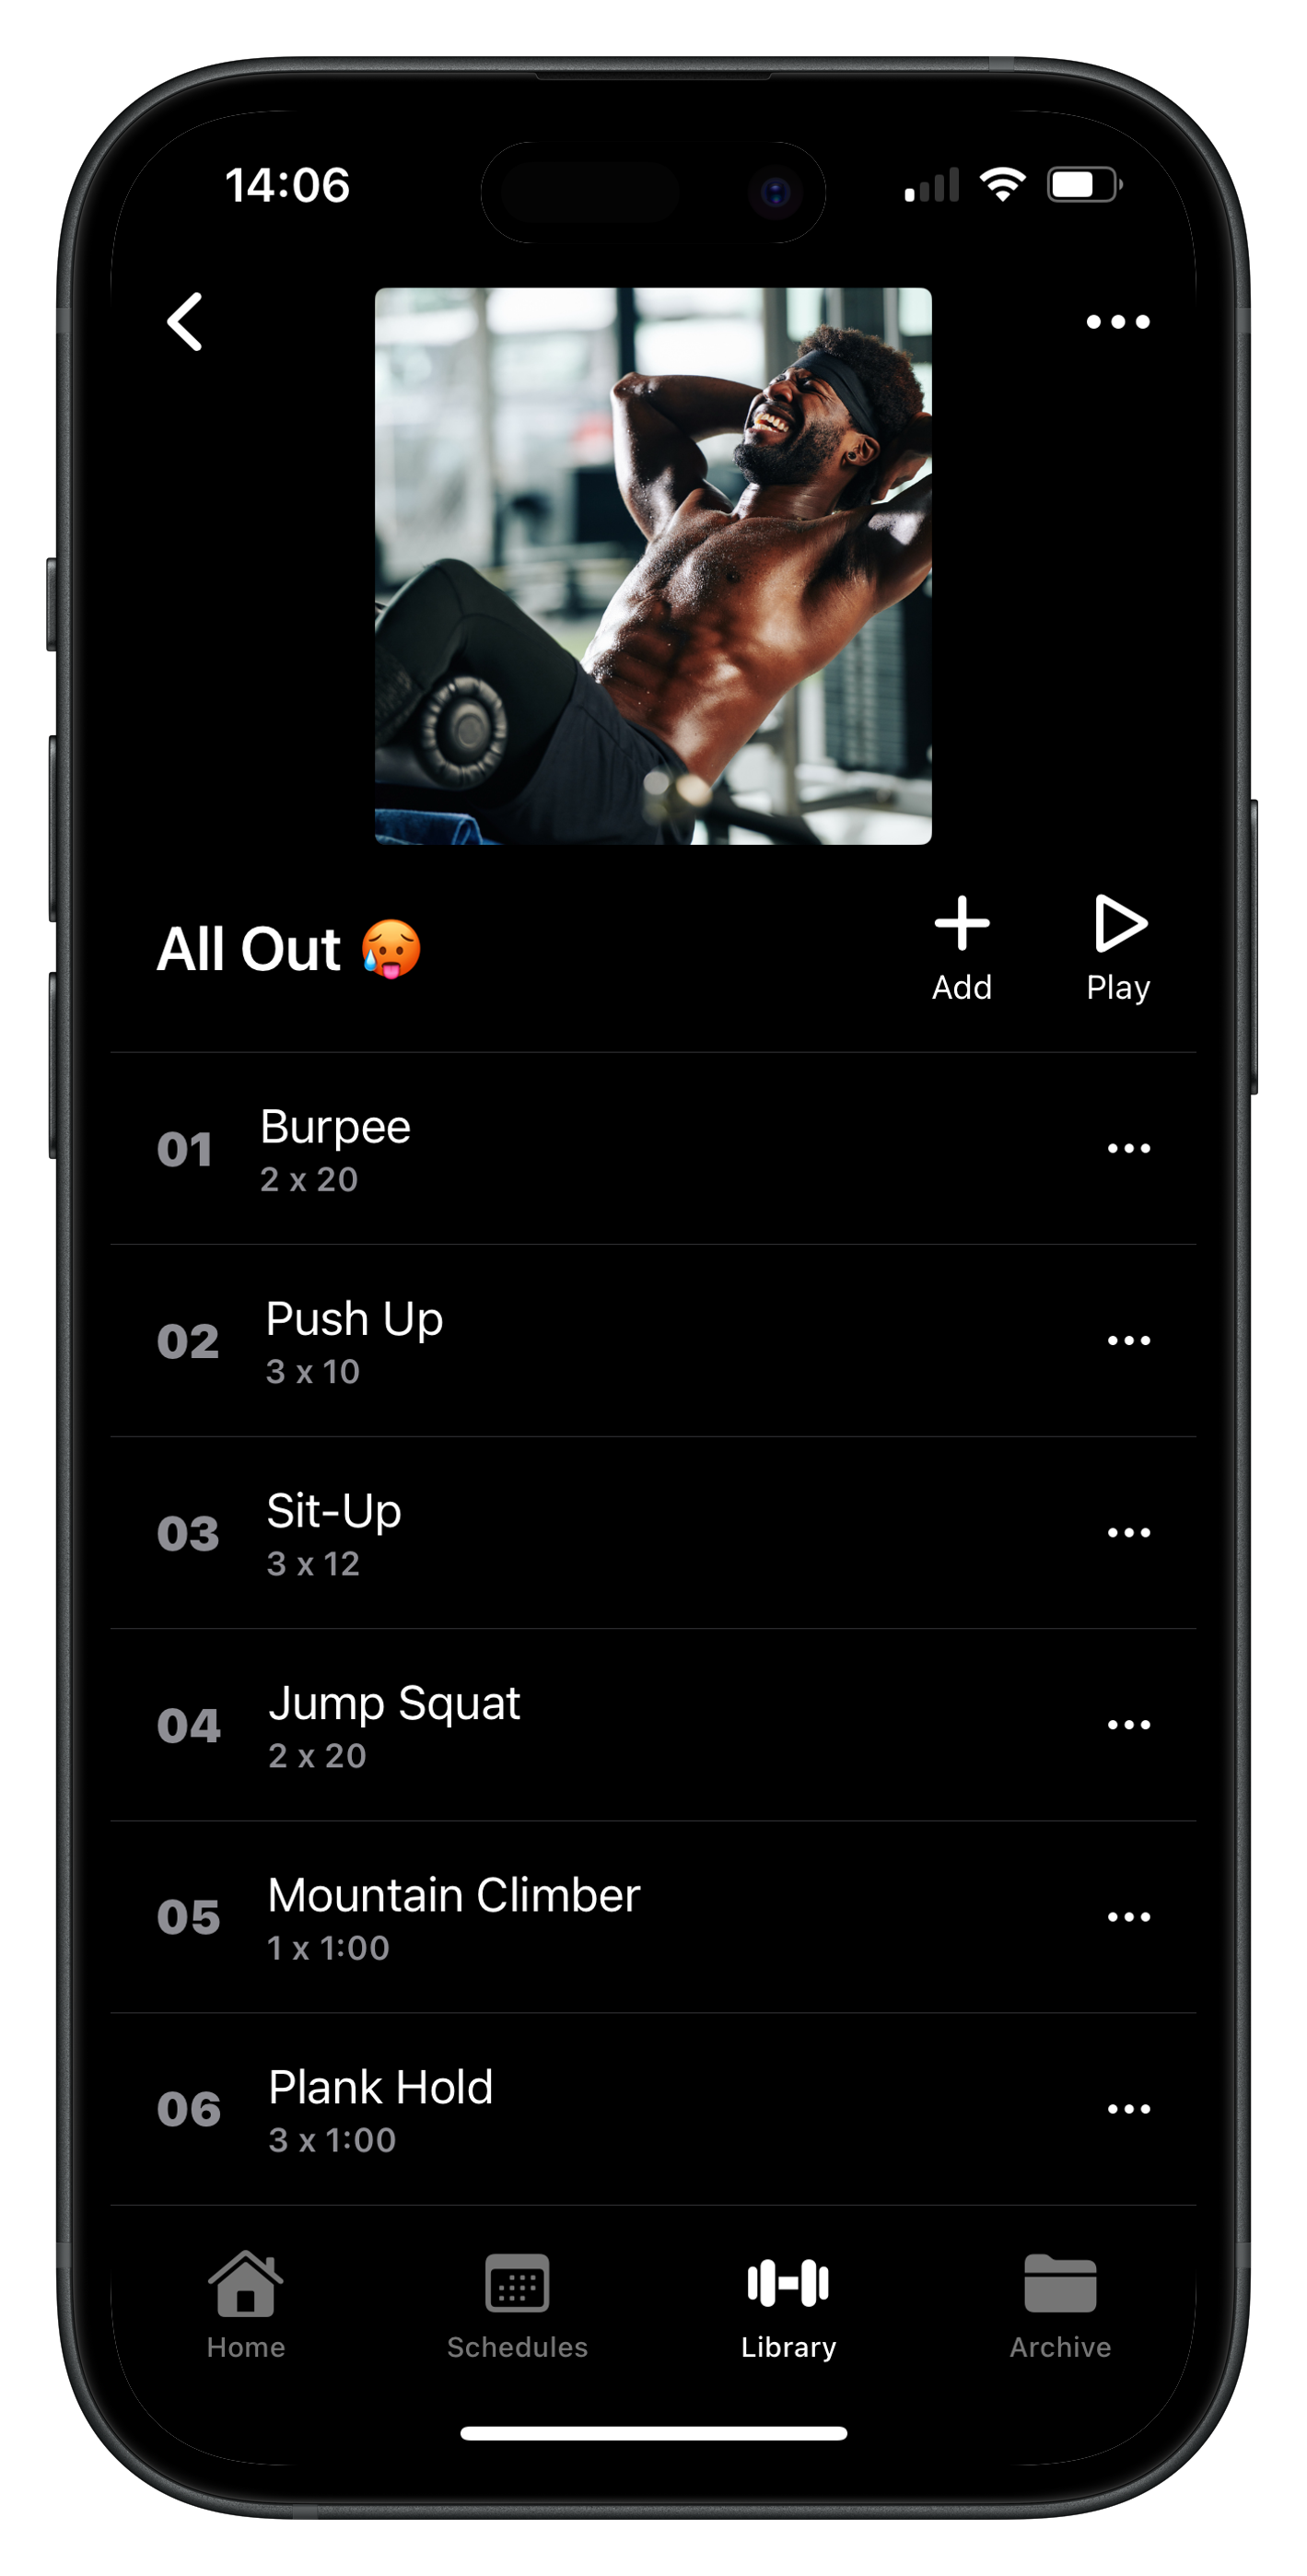 14:06
All Out 🥵
Add
Play
01
Burpee
2 x 20
02
Push Up
3 x 10
03
Sit-Up
3 x 12
04
Jump Squat
2 x 20
05
Mountain Climber
1 x 1:00
06
Plank Hold
3 x 1:00
Home
Schedules
Library
Archive